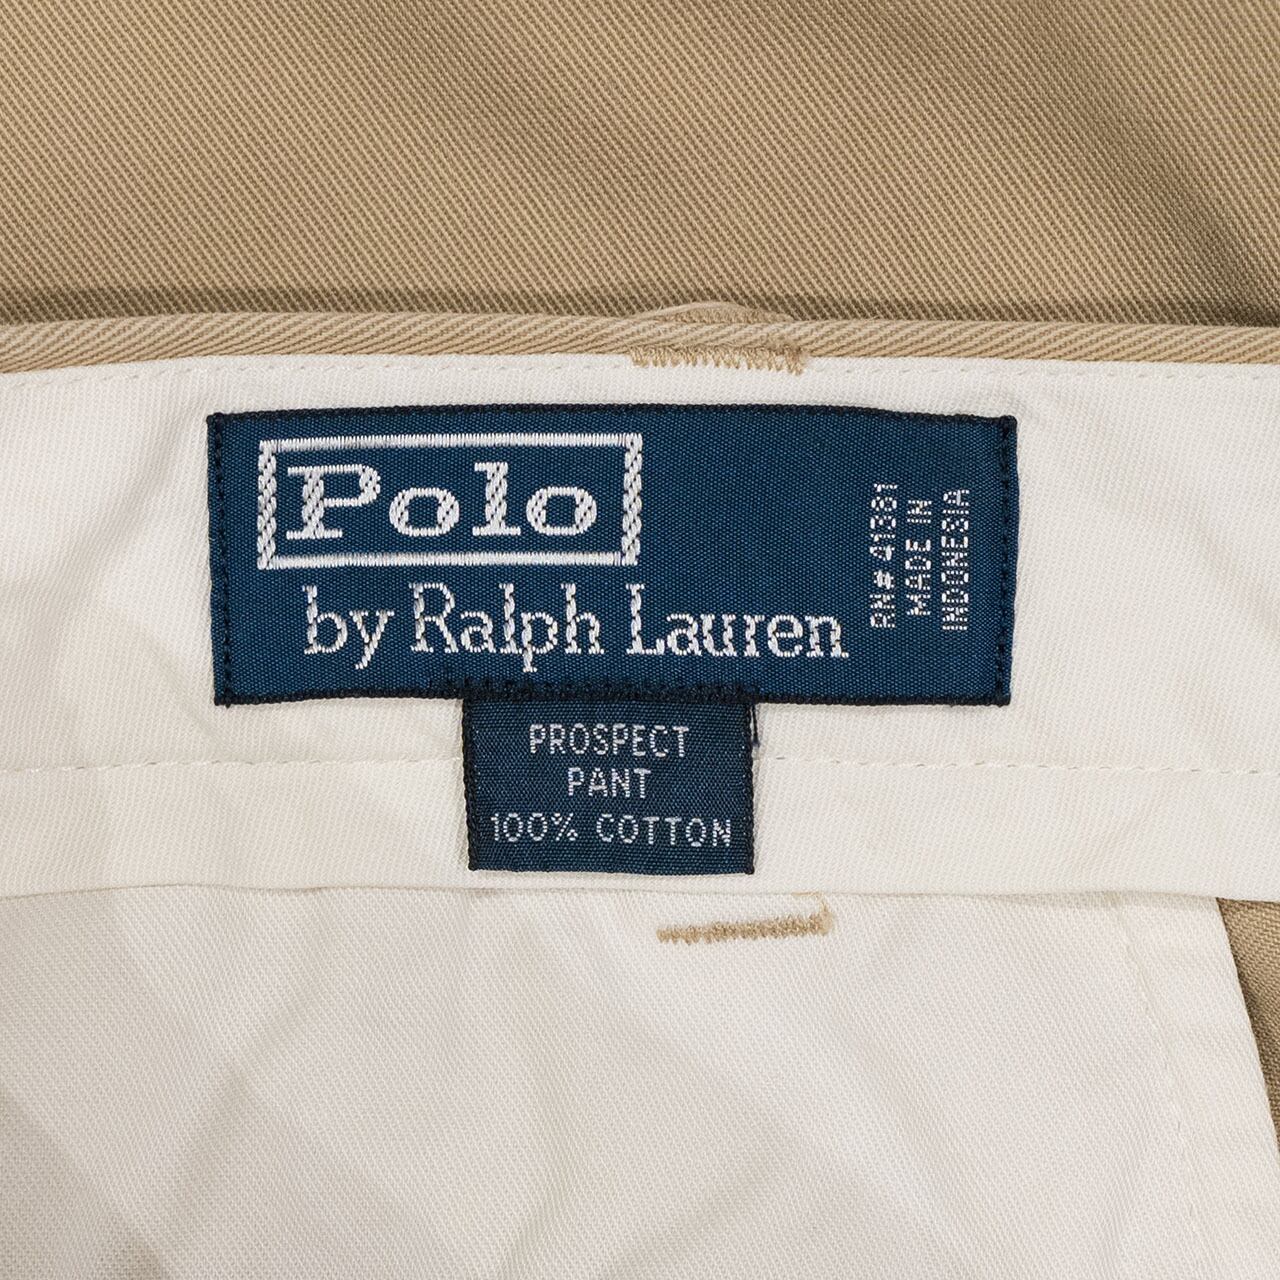 Polo
by Ralph Lauren
RN# 41381
MADE IN
INDONESIA
PROSPECT
PANT
100% COTTON